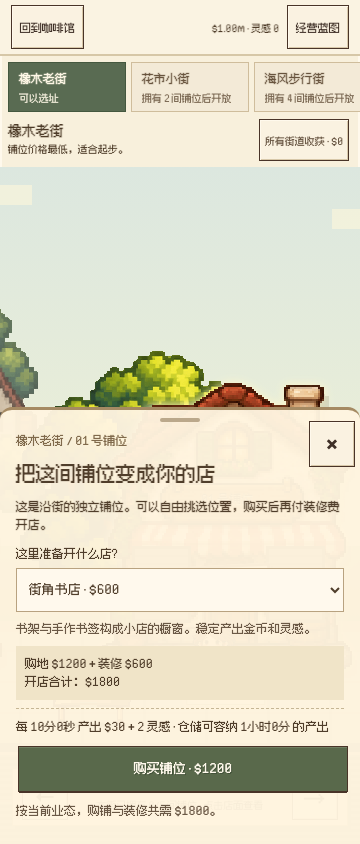 回到咖啡馆
$1.00M·灵感 0
经营蓝图
橡木老街
可以选址
花市小街
拥有 2 间铺位后开放
海风步行街
拥有 4 间铺位后开放
橡木老街
铺位价格最低，适合起步。
所有街道收获·$0
橡木老街 / 01 号铺位
×
把这间铺位变成你的店
这是沿街的独立铺位。可以自由挑选位置，购买后再付装修费
开店。
这里准备开什么店？
街角书店·$600
书架与手作书签构成小店的橱窗。稳定产出金币和灵感。
购地 $1200 + 装修 $600
开店合计：$1800
每 10分0秒 产出 $30 + 2 灵感·仓储可容纳 1小时0分 的产出
购买铺位·$1200
按当前业态，购铺与装修共需 $1800。